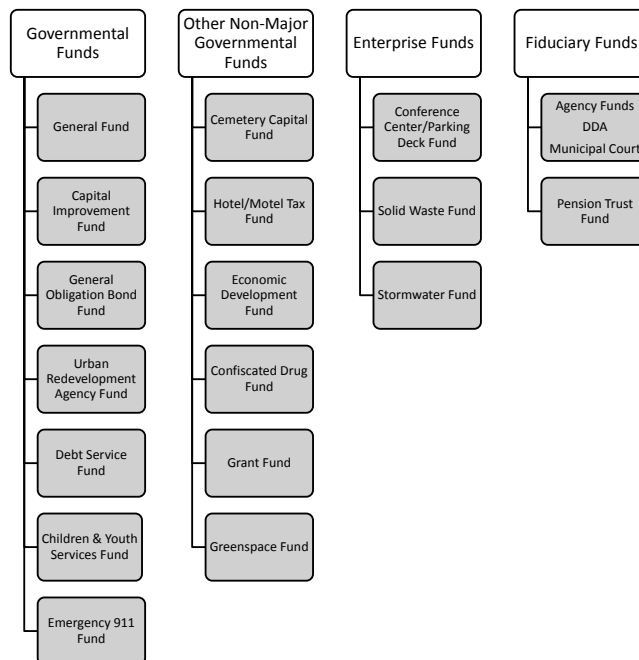 Governmental
Funds
General Fund
Capital
Improvement
Fund
General
Obligation Bond
Fund
Urban
Redevelopment
Agency Fund
Debt Service
Fund
Children & Youth
Services Fund
Emergency 911
Fund
Other Non-Major
Governmental
Funds
Cemetery Capital
Fund
Hotel/Motel Tax
Fund
Economic
Development
Fund
Confiscated Drug
Fund
Grant Fund
Greenspace Fund
Enterprise Funds
Conference
Center/Parking
Deck Fund
Solid Waste Fund
Stormwater Fund
Fiduciary Funds
Agency Funds
DDA
Municipal Court
Pension Trust
Fund